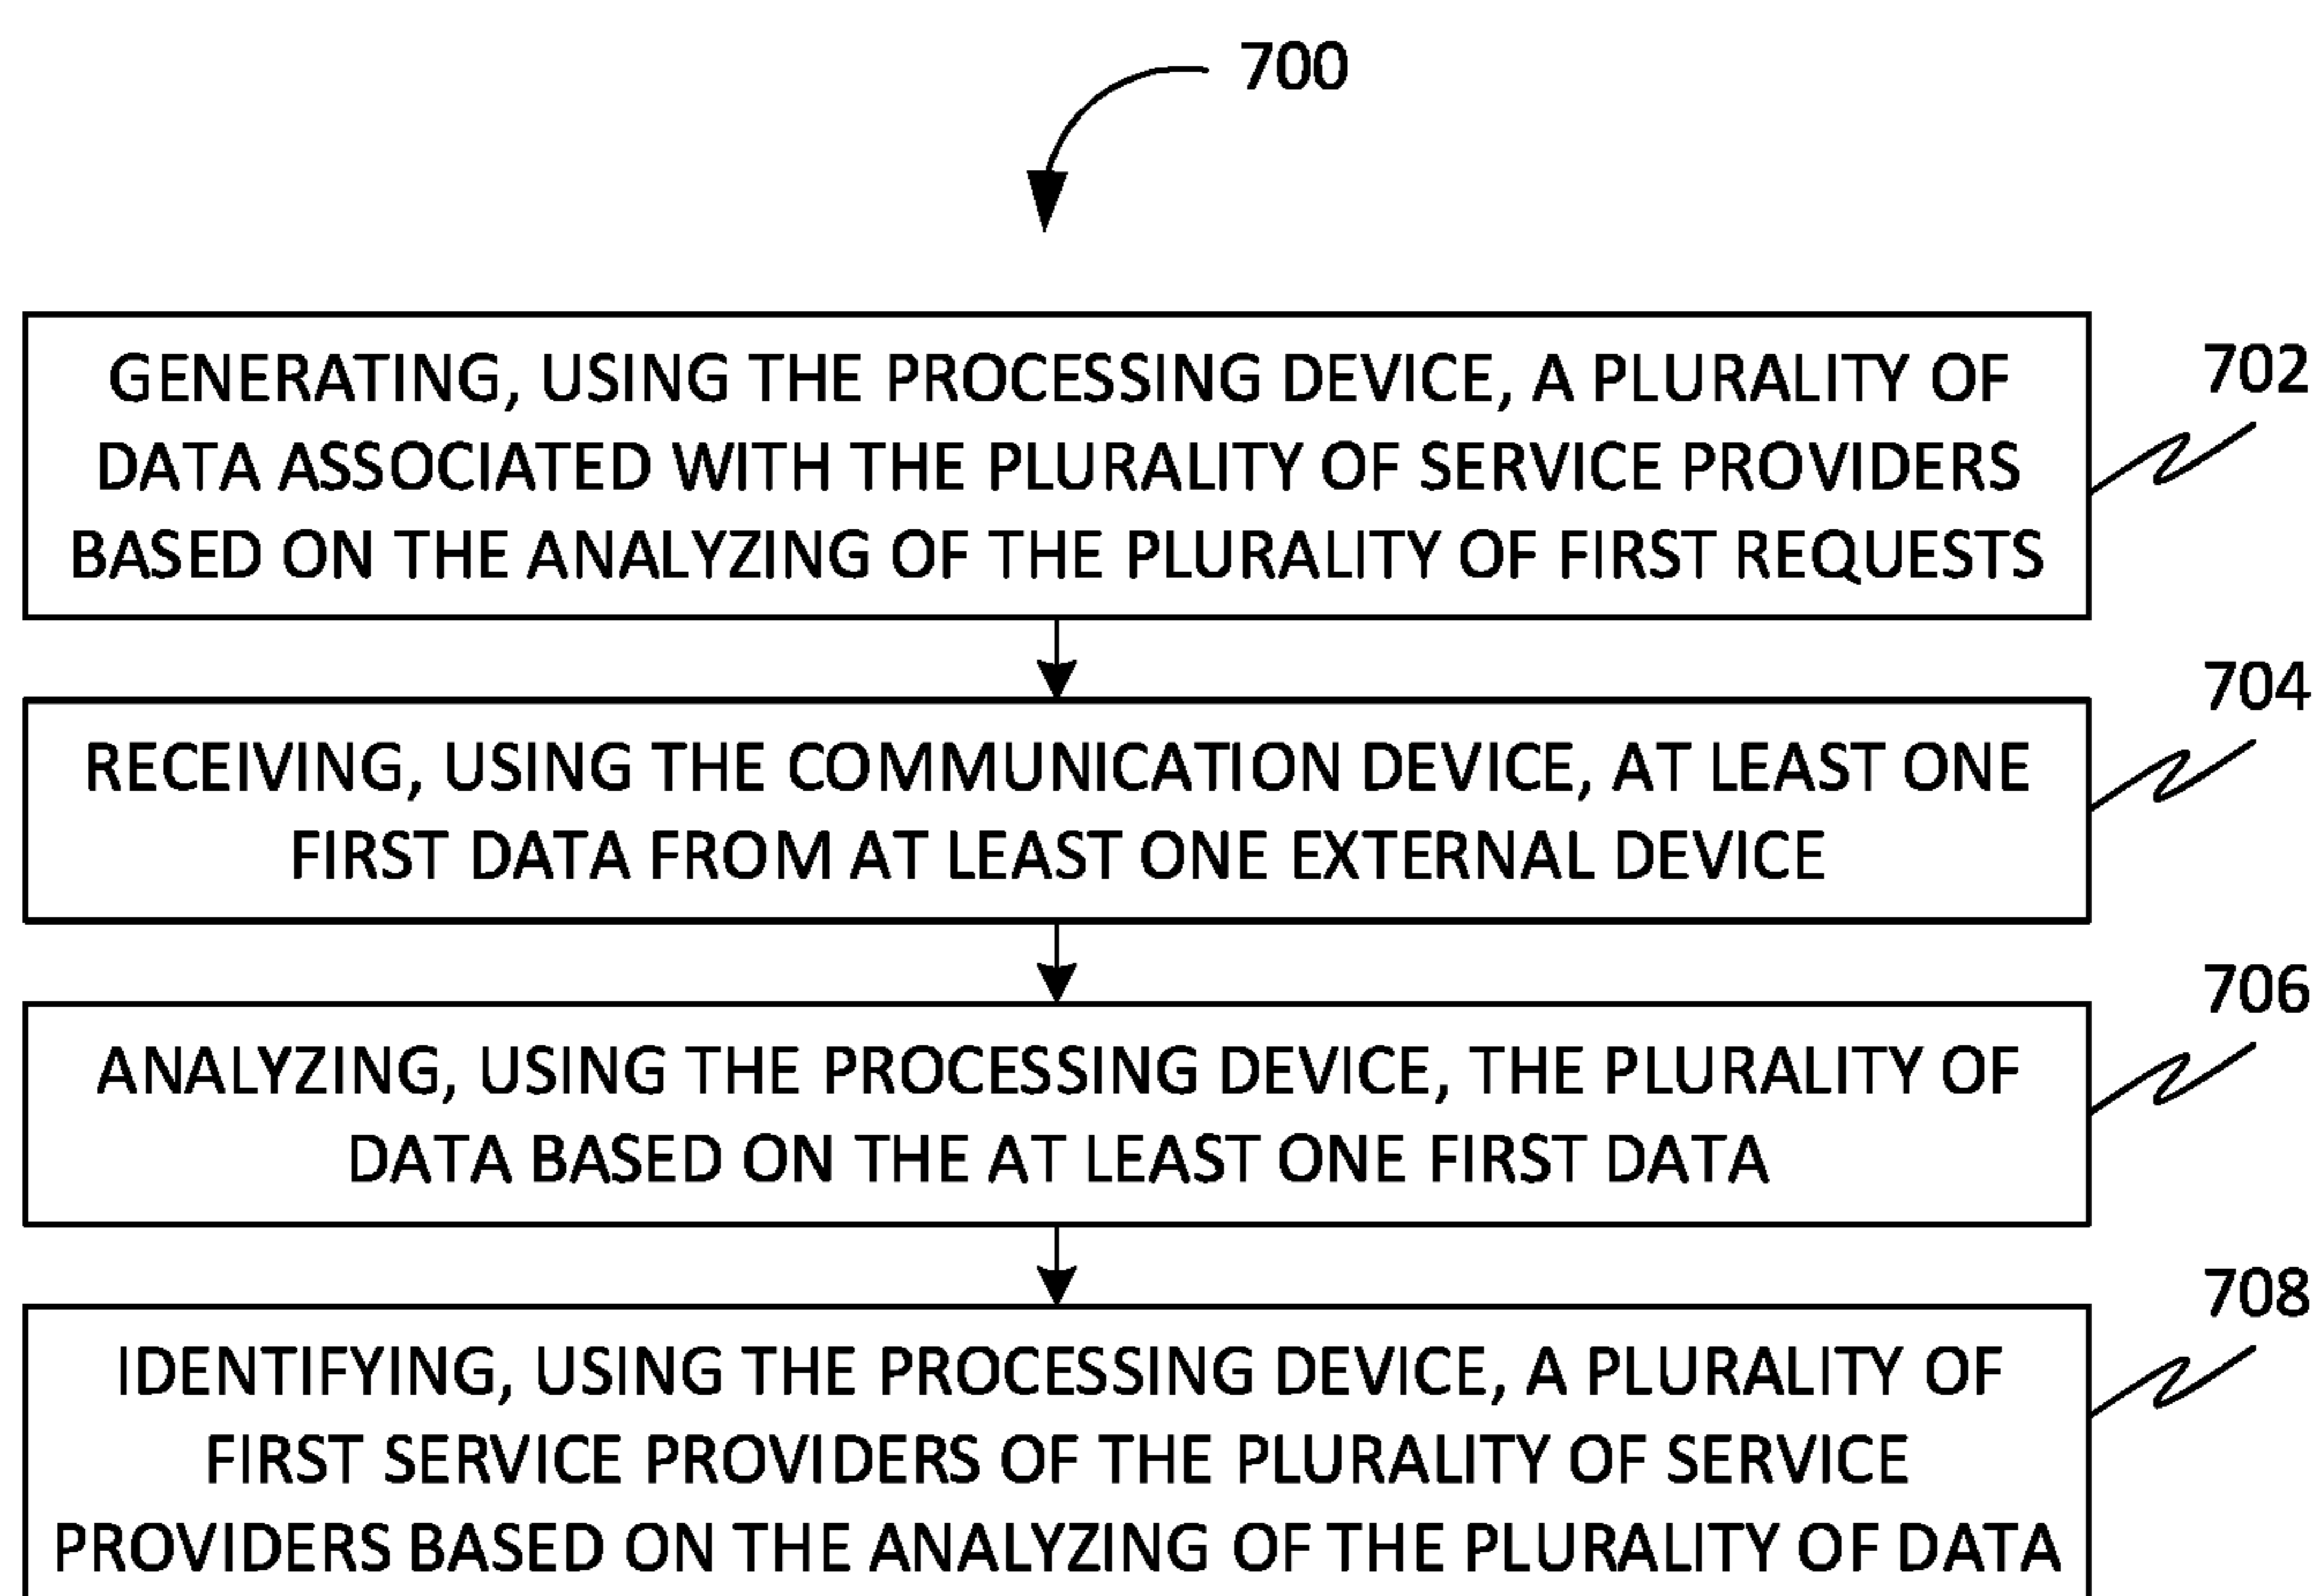 700
GENERATING, USING THE PROCESSING DEVICE, A PLURALITY OF
DATA ASSOCIATED WITH THE PLURALITY OF SERVICE PROVIDERS
BASED ON THE ANALYZING OF THE PLURALITY OF FIRST REQUESTS
702
RECEIVING, USING THE COMMUNICATION DEVICE, AT LEAST ONE
FIRST DATA FROM AT LEAST ONE EXTERNAL DEVICE
704
ANALYZING, USING THE PROCESSING DEVICE, THE PLURALITY OF
DATA BASED ON THE AT LEAST ONE FIRST DATA
706
IDENTIFYING, USING THE PROCESSING DEVICE, A PLURALITY OF
FIRST SERVICE PROVIDERS OF THE PLURALITY OF SERVICE
PROVIDERS BASED ON THE ANALYZING OF THE PLURALITY OF DATA
708